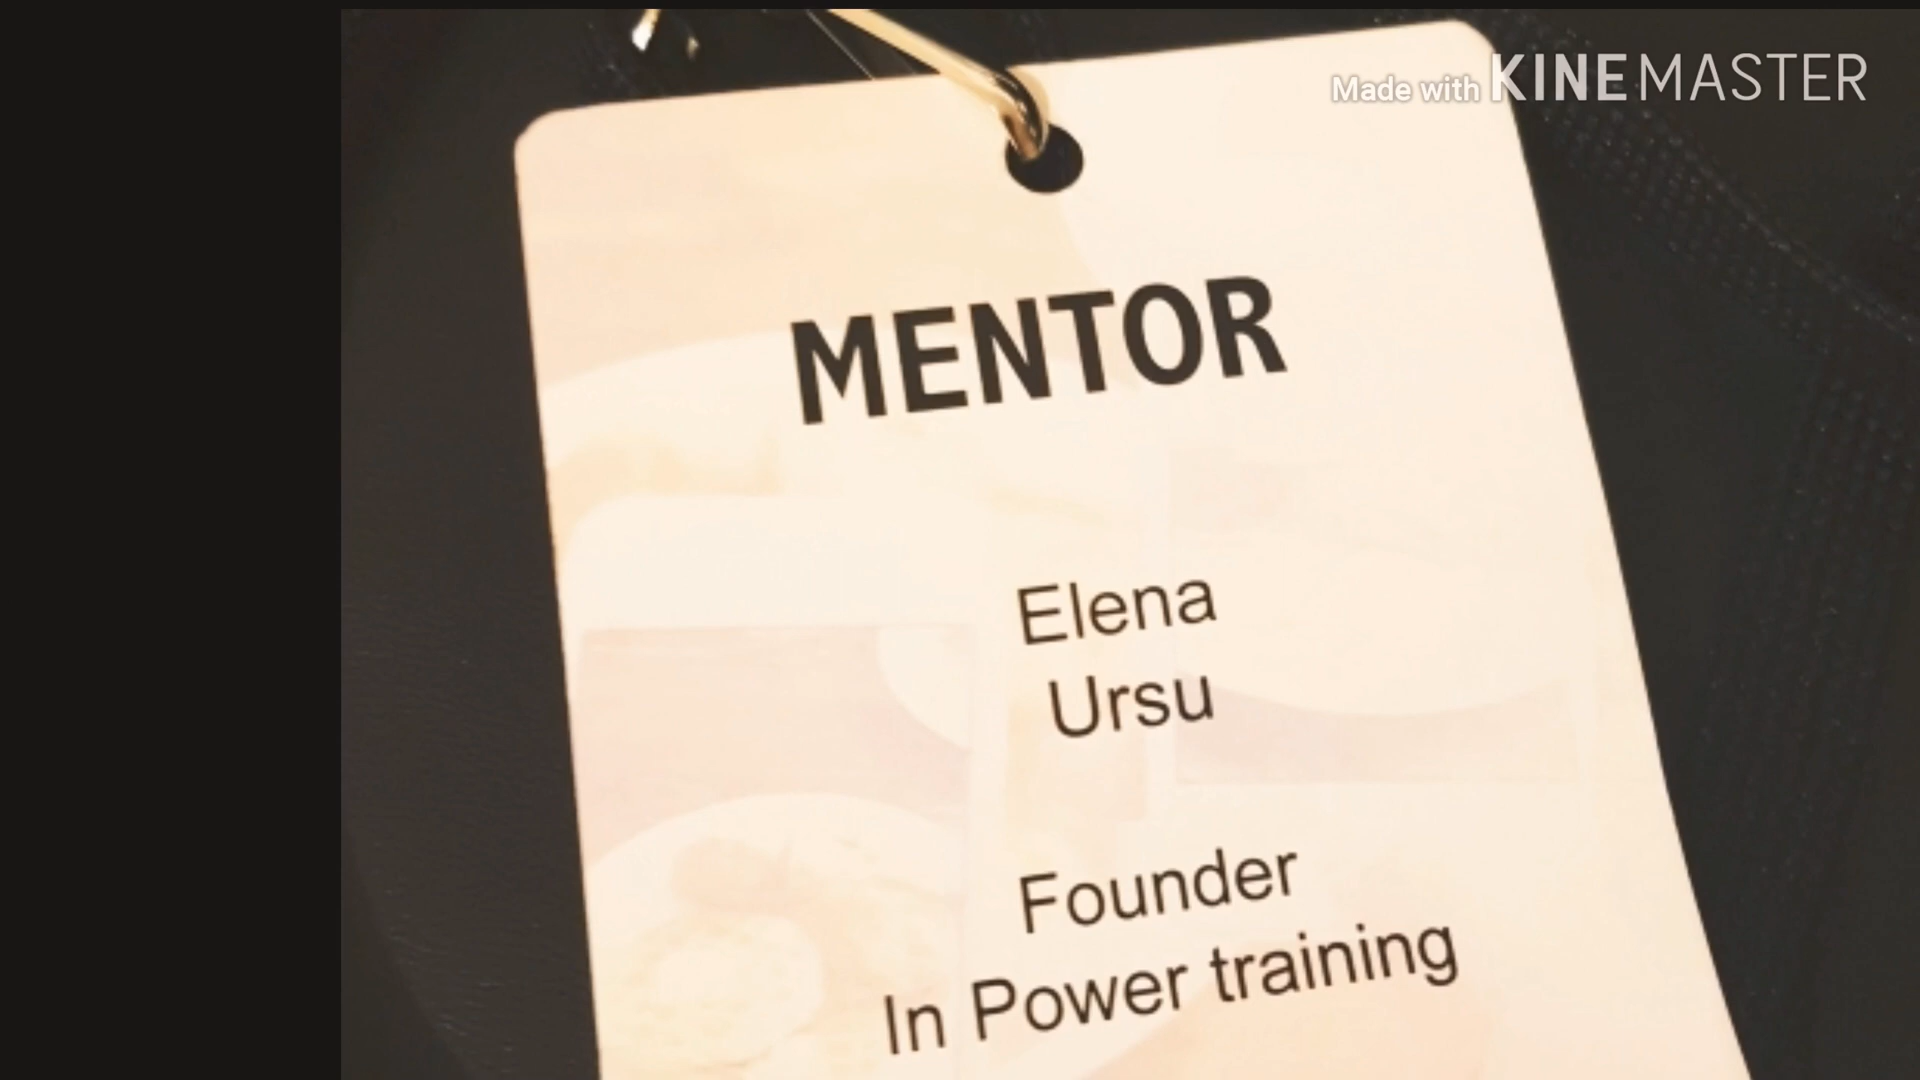 Made with KINEMASTER
MENTOR
Elena
Ursu
Founder
In Power training